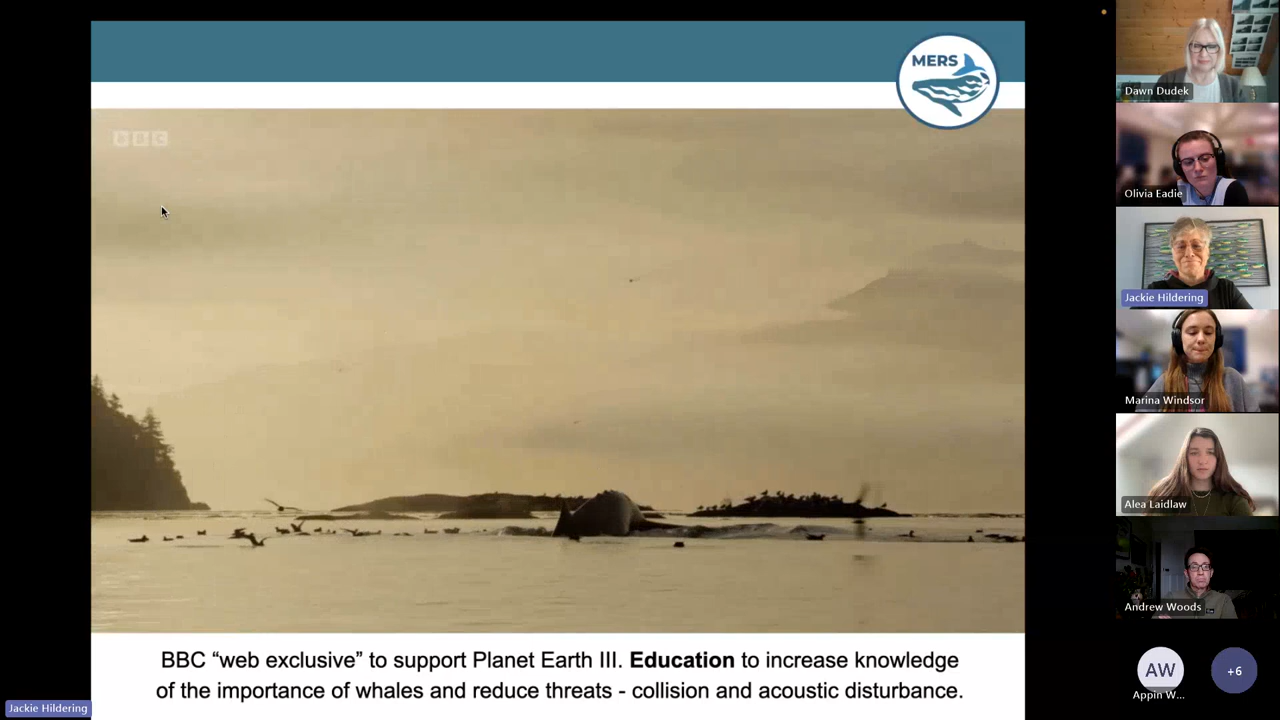 MERS
BBC
BBC “web exclusive” to support Planet Earth III. Education to increase knowledge
of the importance of whales and reduce threats - collision and acoustic disturbance.
Jackie Hildering
Dawn Dudek
Olivia Eadie
Jackie Hildering
Marina Windsor
Alea Laidlaw
Andrew Woods
AW
Appin W...
+6